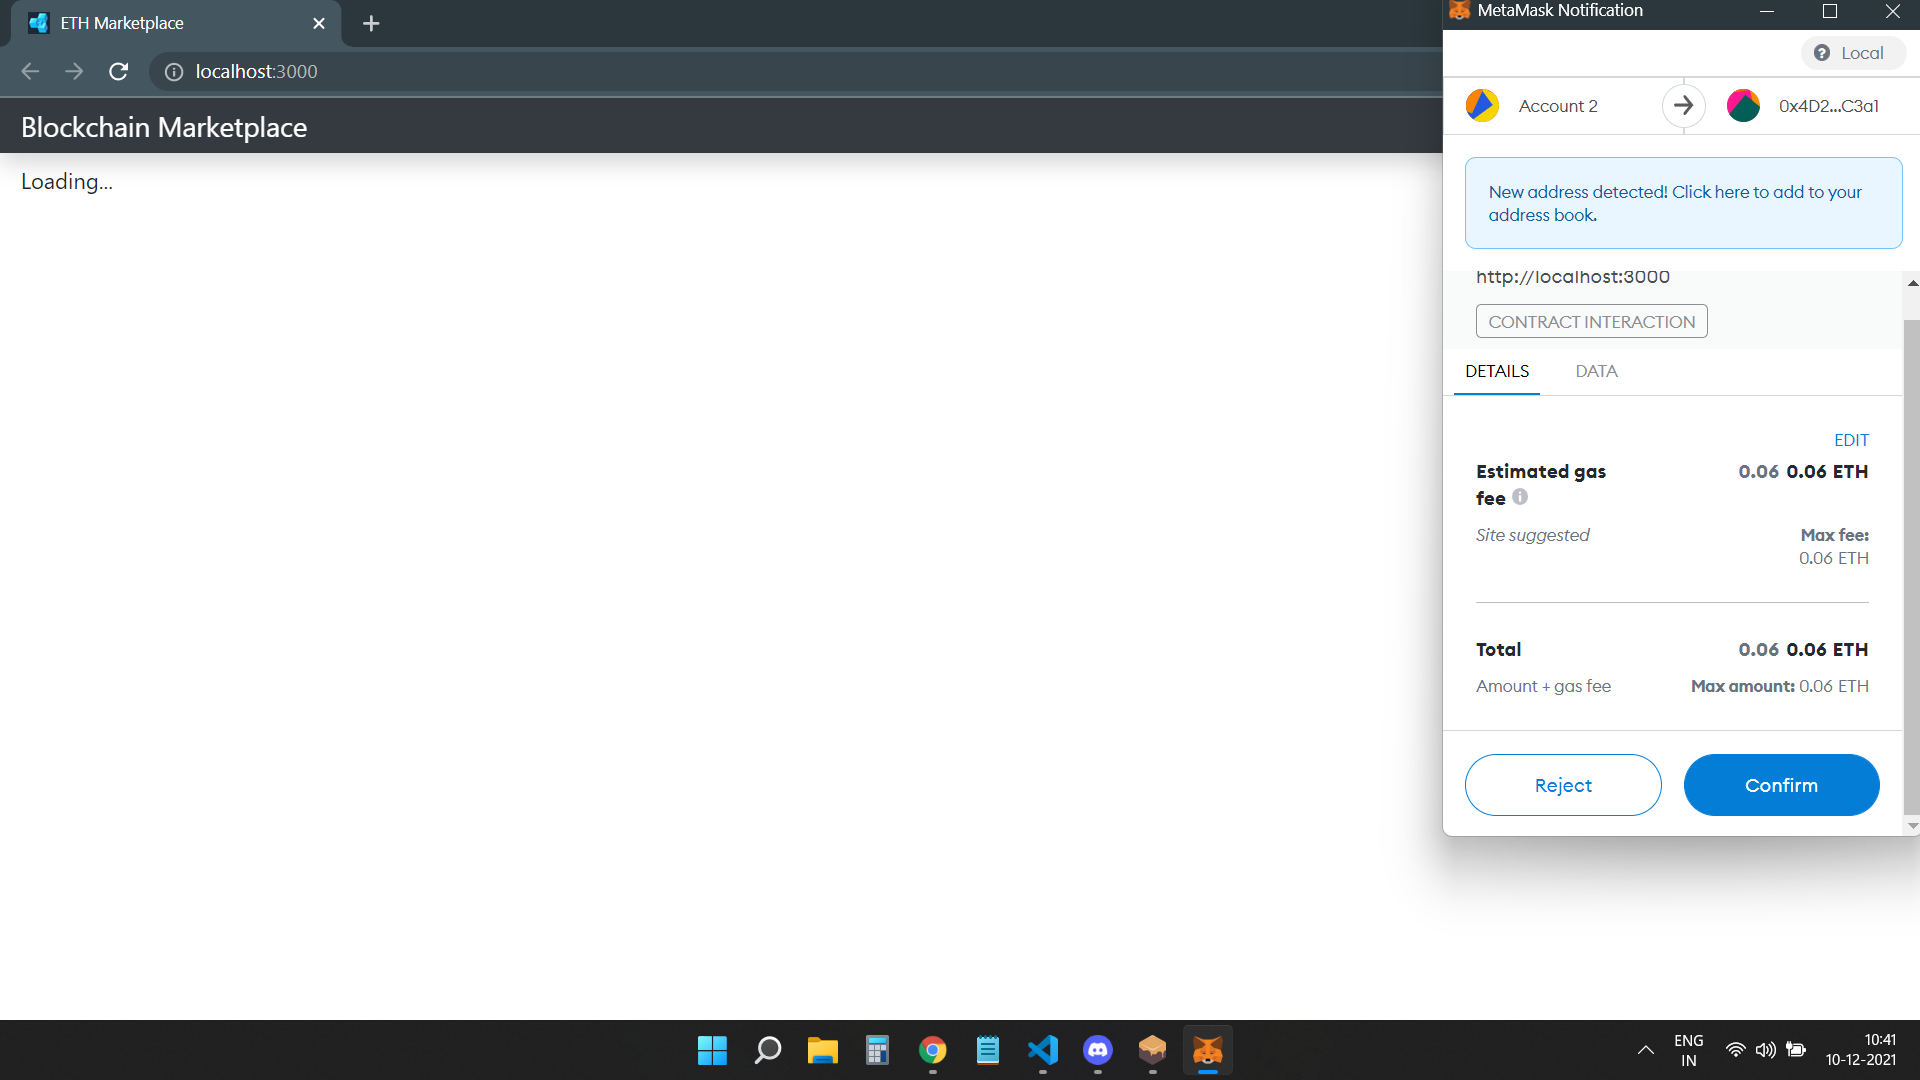 ETH Marketplace
localhost:3000
Blockchain Marketplace
Loading...
MetaMask Notification
Local
Account 2
0x4D2...C3a1
New address detected! Click here to add to your
address book.
http://localhost:3000
CONTRACT INTERACTION
DETAILS
DATA
EDIT
Estimated gas
fee
0.06 0.06 ETH
Site suggested
Max fee:
0.06 ETH
Total
0.06 0.06 ETH
Amount + gas fee
Max amount: 0.06 ETH
Reject
Confirm
ENG
IN
10:41
10-12-2021